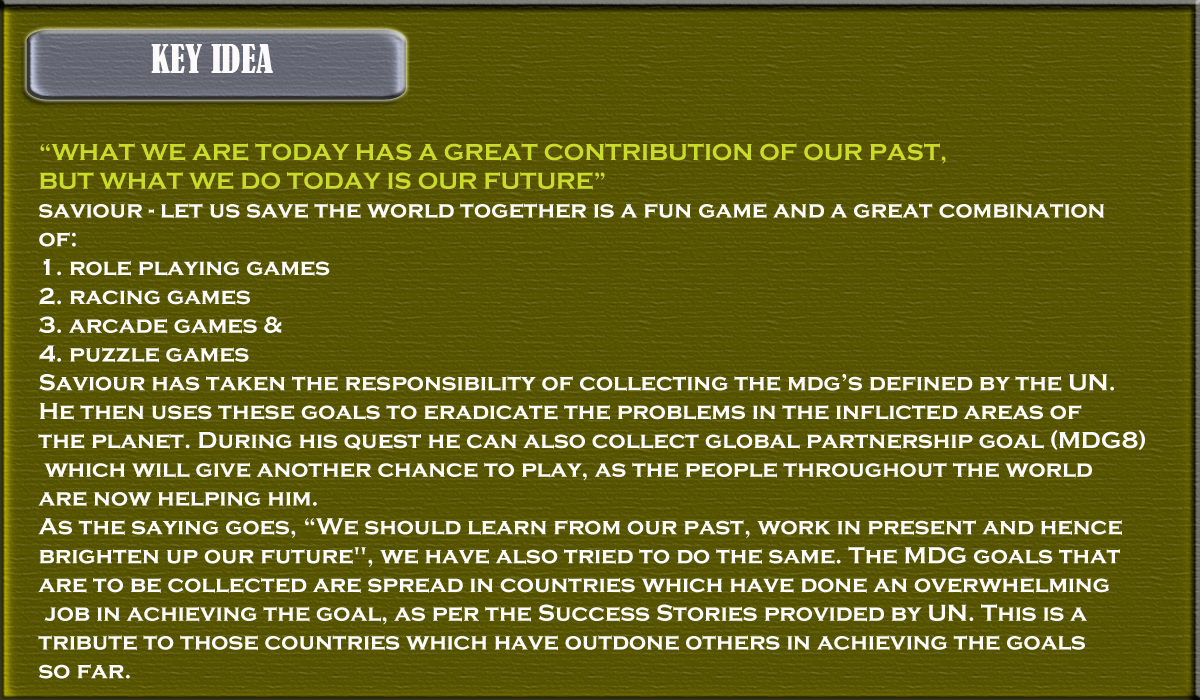 KEY IDEA
“WHAT WE ARE TODAY HAS A GREAT CONTRIBUTION OF OUR PAST,
BUT WHAT WE DO TODAY IS OUR FUTURE”
SAVIOUR - LET US SAVE THE WORLD TOGETHER IS A FUN GAME AND A GREAT COMBINATION
OF:
1. ROLE PLAYING GAMES
2. RACING GAMES
3. ARCADE GAMES &
4. PUZZLE GAMES
SAVIOUR HAS TAKEN THE RESPONSIBILITY OF COLLECTING THE MDG’S DEFINED BY THE UN.
HE THEN USES THESE GOALS TO ERADICATE THE PROBLEMS IN THE INFLICTED AREAS OF
THE PLANET. DURING HIS QUEST HE CAN ALSO COLLECT GLOBAL PARTNERSHIP GOAL (MDG8)
WHICH WILL GIVE ANOTHER CHANCE TO PLAY, AS THE PEOPLE THROUGHOUT THE WORLD
ARE NOW HELPING HIM.
AS THE SAYING GOES, “WE SHOULD LEARN FROM OUR PAST, WORK IN PRESENT AND HENCE
BRIGHTEN UP OUR FUTURE", WE HAVE ALSO TRIED TO DO THE SAME. THE MDG GOALS THAT
ARE TO BE COLLECTED ARE SPREAD IN COUNTRIES WHICH HAVE DONE AN OVERWHELMING
JOB IN ACHIEVING THE GOAL, AS PER THE SUCCESS STORIES PROVIDED BY UN. THIS IS A
TRIBUTE TO THOSE COUNTRIES WHICH HAVE OUTDONE OTHERS IN ACHIEVING THE GOALS
SO FAR.